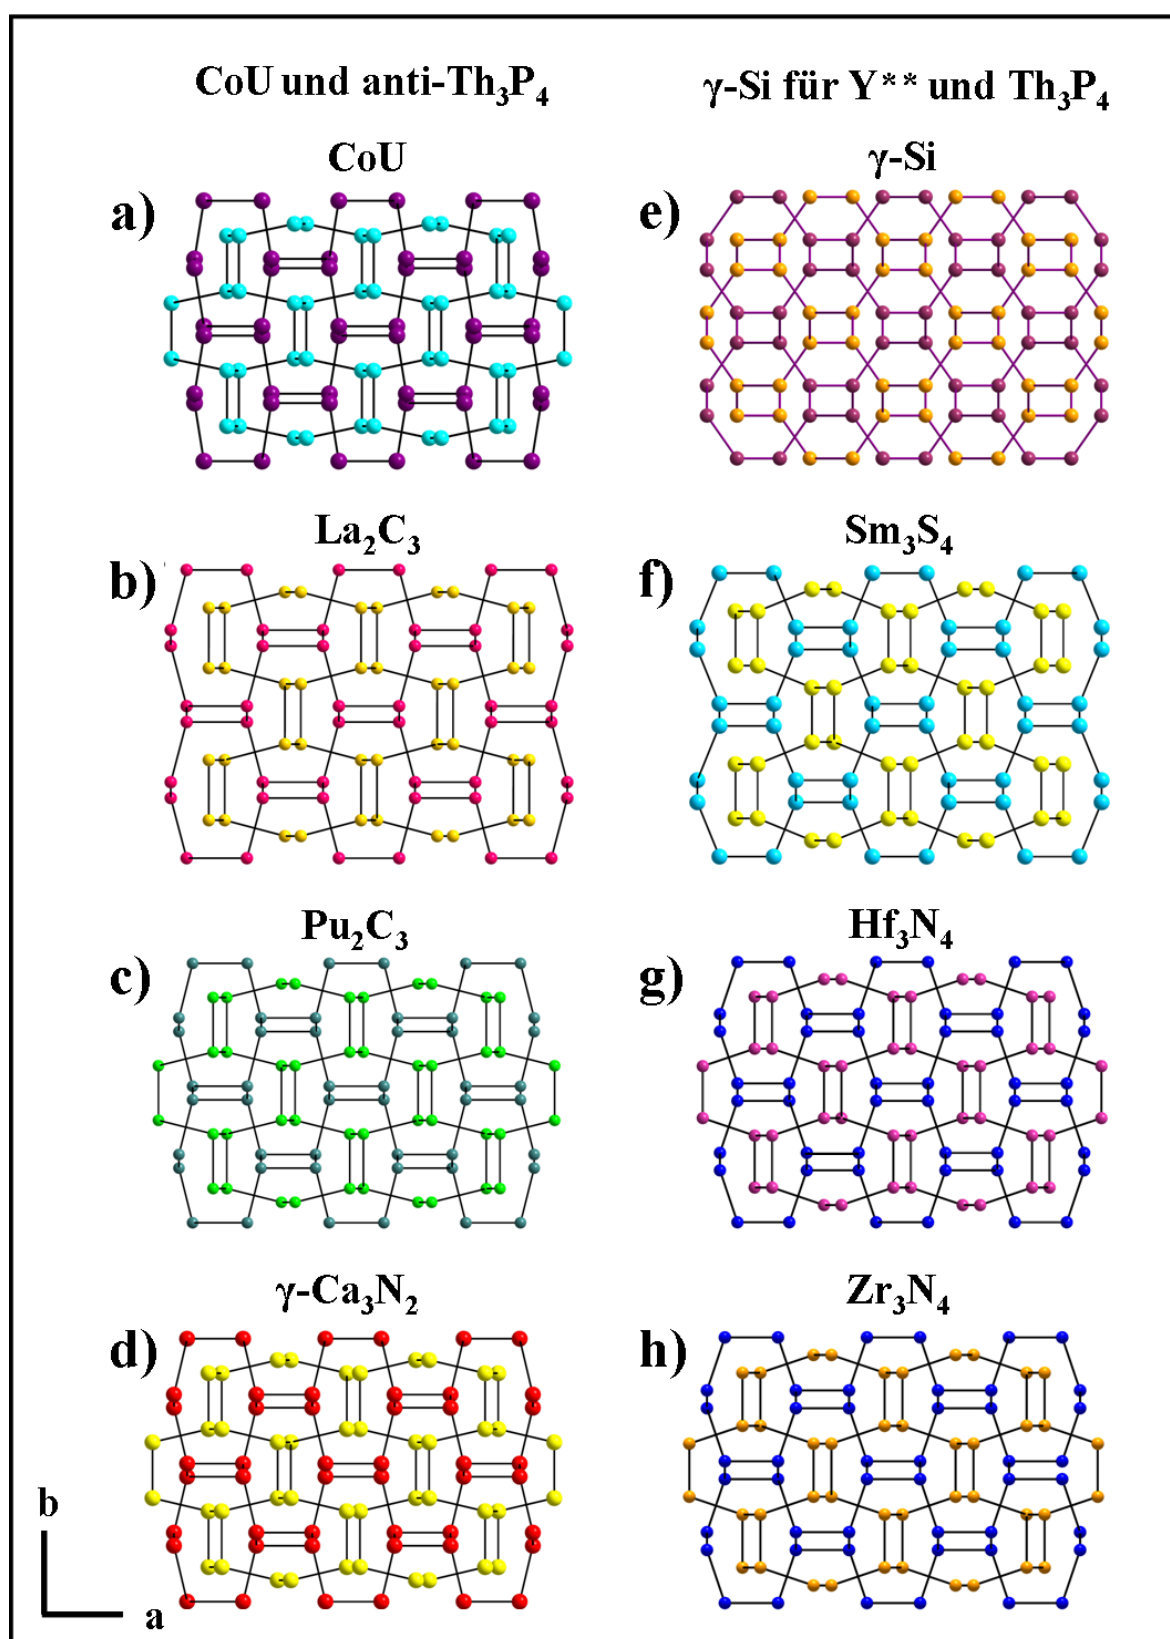 CoU und anti-Th₃P₄
γ-Si für Y** und Th₃P₄
CoU
γ-Si
a)
e)
La₂C₃
Sm₃S₄
b)
f)
Pu₂C₃
Hf₃N₄
c)
g)
γ-Ca₃N₂
Zr₃N₄
d)
h)
b
a